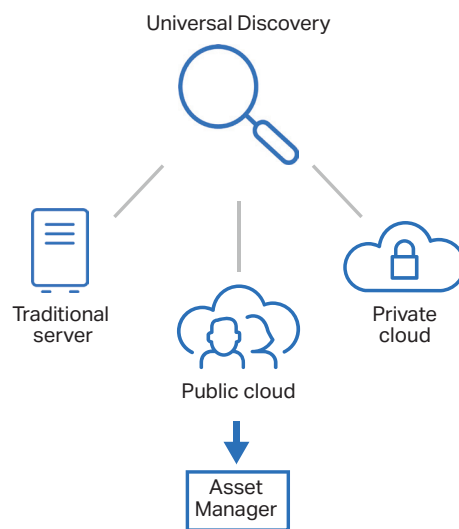 Universal Discovery
Traditional
server
Private
cloud
Public cloud
Asset
Manager